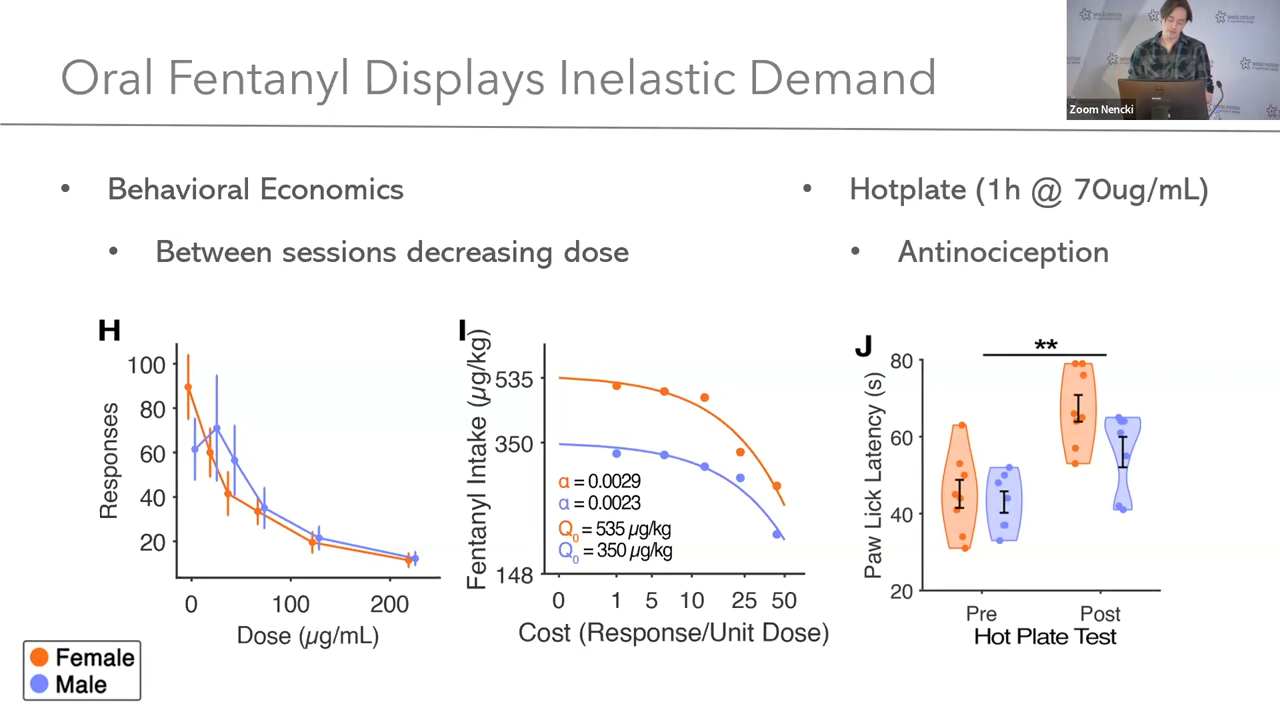 Oral Fentanyl Displays Inelastic Demand
Zoom Nencki
• Behavioral Economics
• Between sessions decreasing dose
• Hotplate (1h @ 70ug/mL)
• Antinociception
H
Responses
100
80
60
40
20
0
100
200
Dose (µg/mL)
I
Fentanyl Intake (µg/kg)
535
350
148
α = 0.0029
α = 0.0023
Q0 = 535 µg/kg
Q0 = 350 µg/kg
0 1 5 10 25 50
Cost (Response/Unit Dose)
J
**
Paw Lick Latency (s)
80
60
40
20
Pre
Post
Hot Plate Test
Female
Male